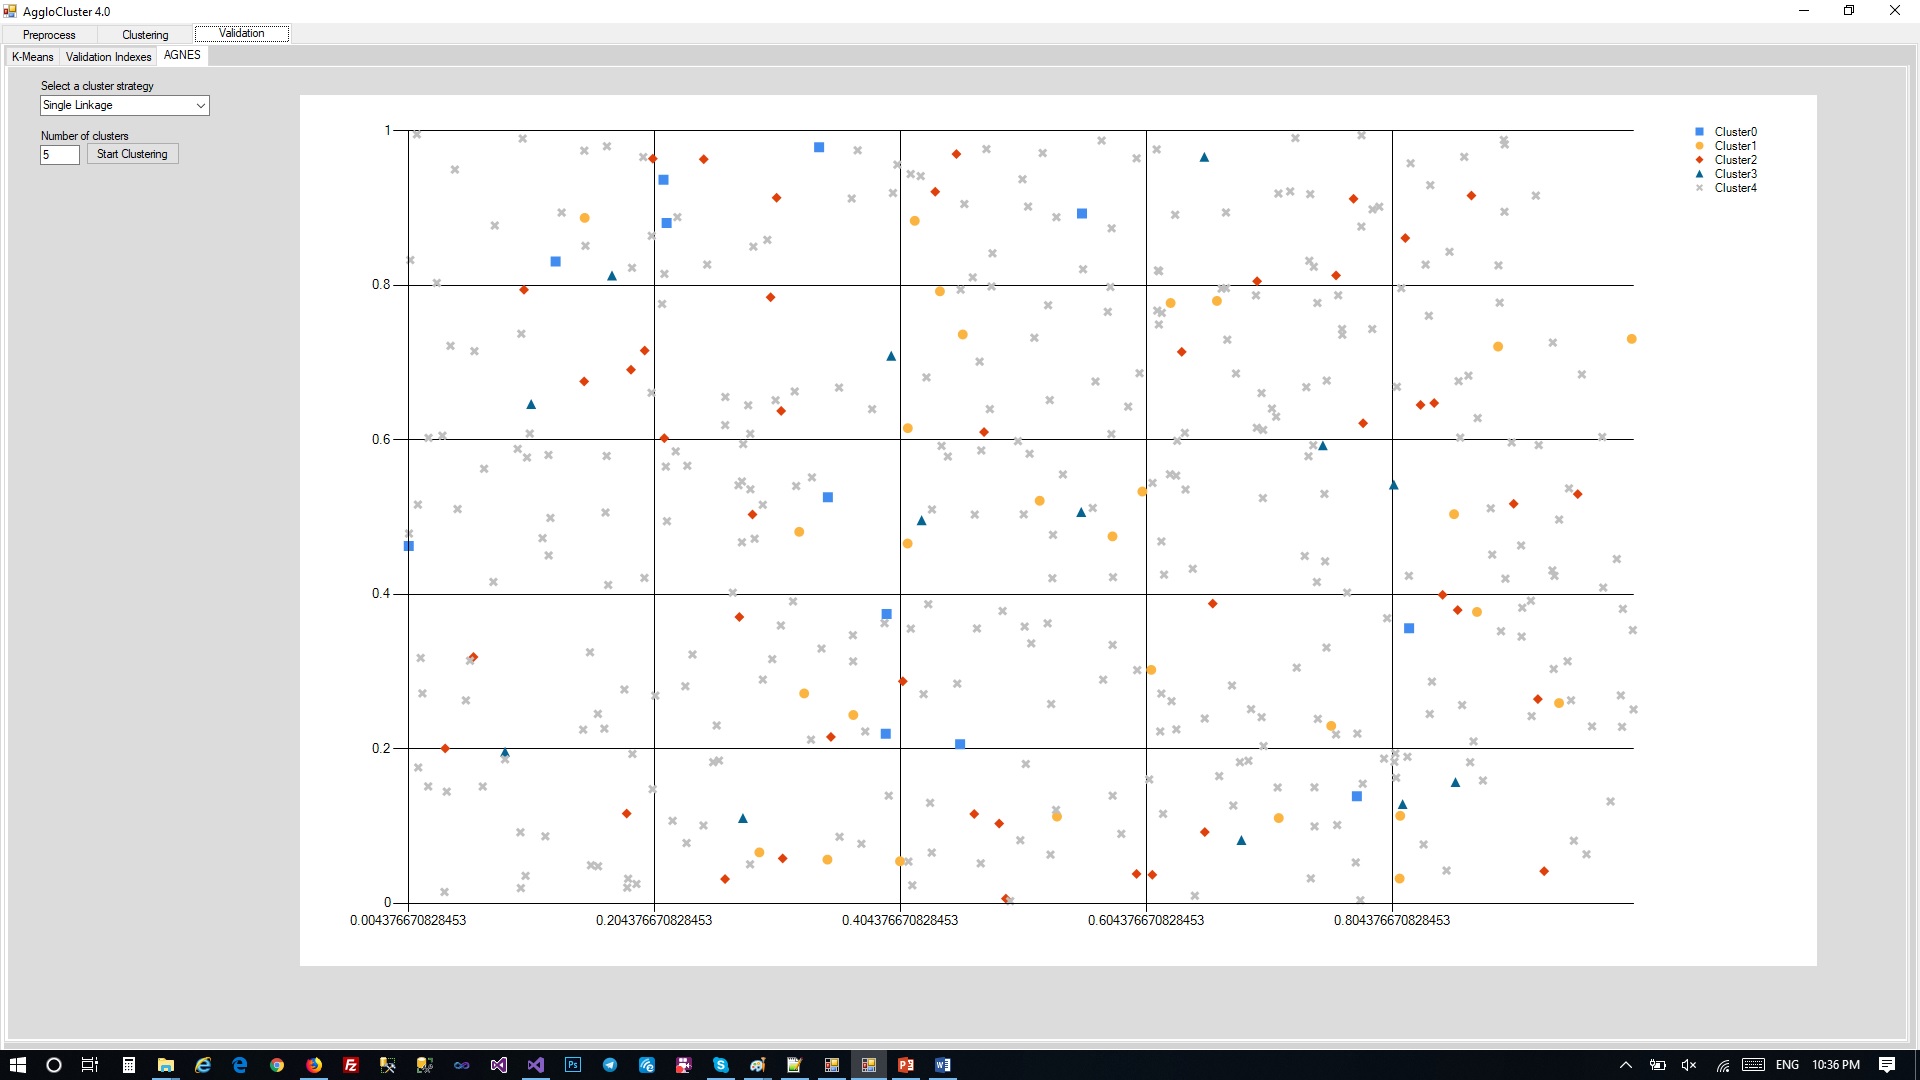 AggloCluster 4.0
Preprocess Clustering Validation
K-Means Validation Indexes AGNES
Select a cluster strategy
Single Linkage
Number of clusters
5 Start Clustering
1
0.8
0.6
0.4
0.2
0
0.004376670828453 0.204376670828453 0.404376670828453 0.604376670828453 0.804376670828453
Cluster0
Cluster1
Cluster2
Cluster3
Cluster4
ENG 10:36 PM